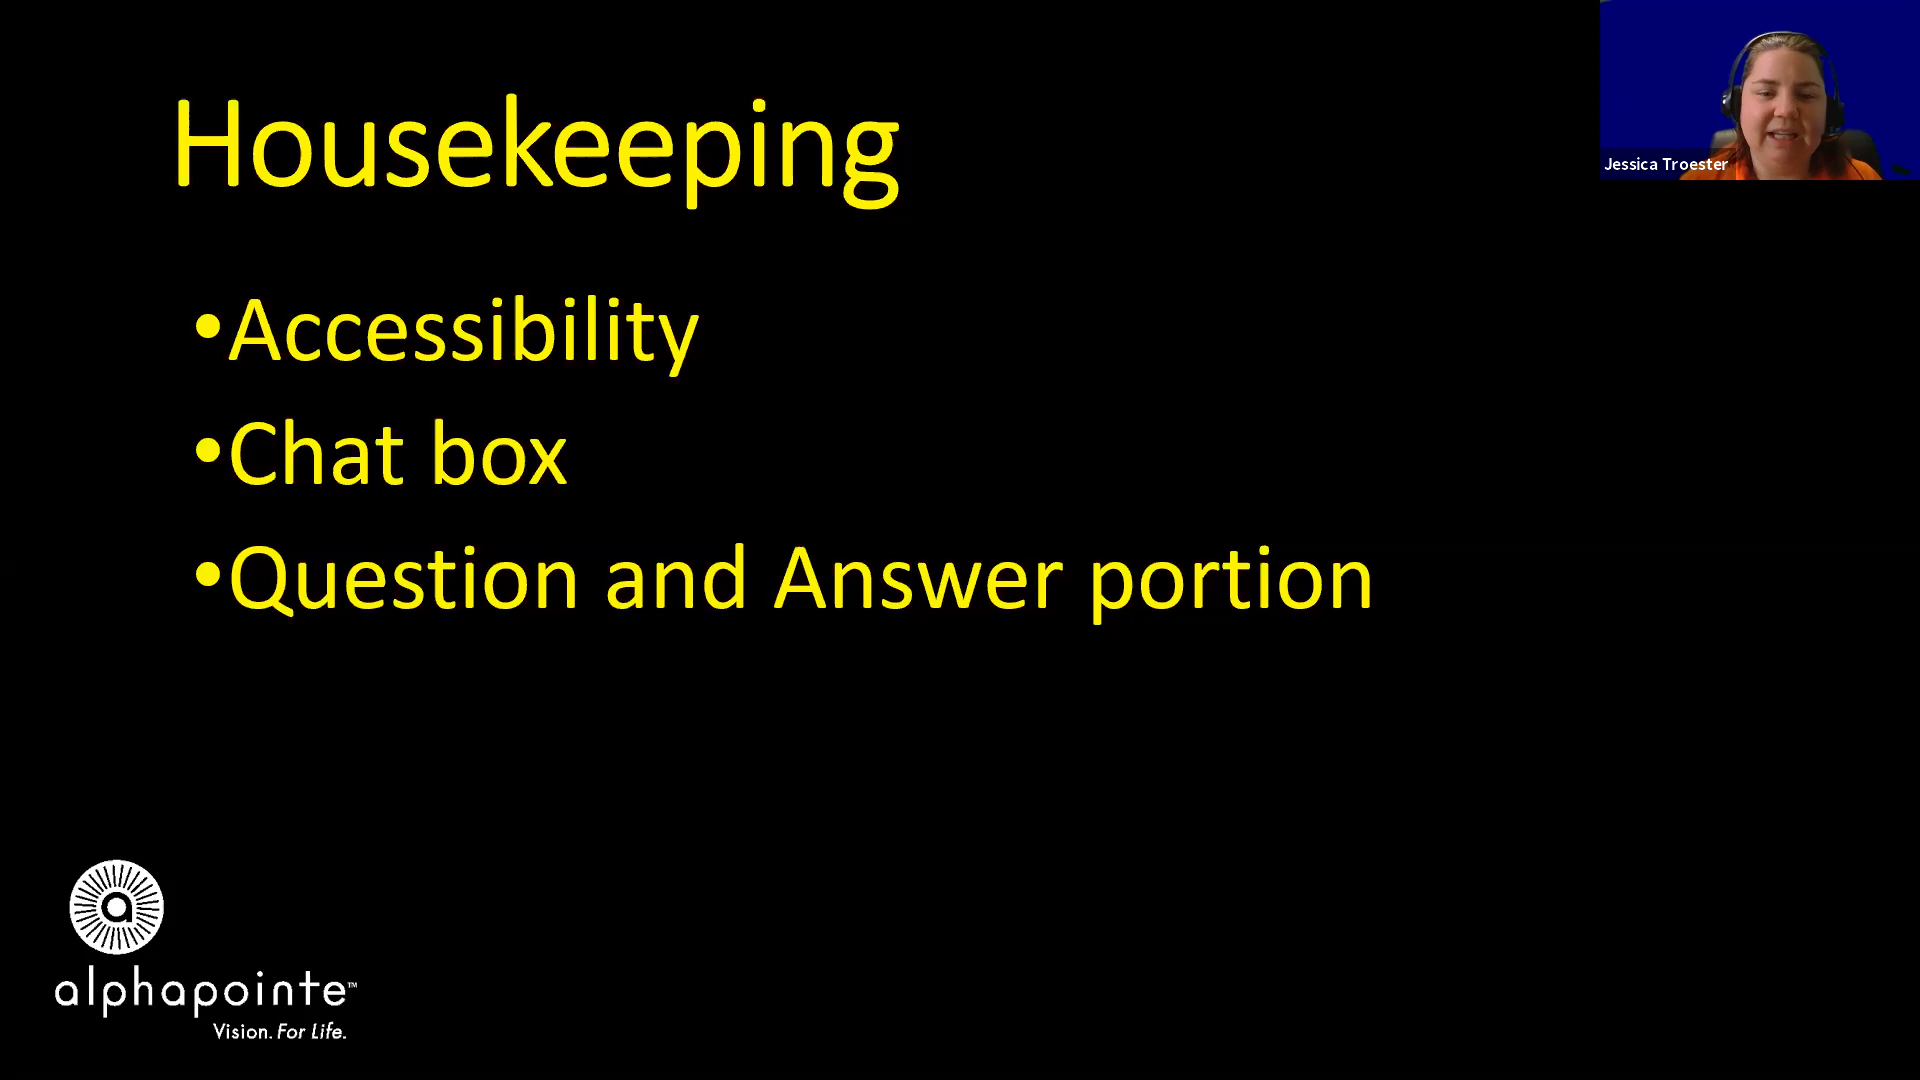 Housekeeping
Jessica Troester
•Accessibility
•Chat box
•Question and Answer portion
a
alphapointe™
Vision. For Life.